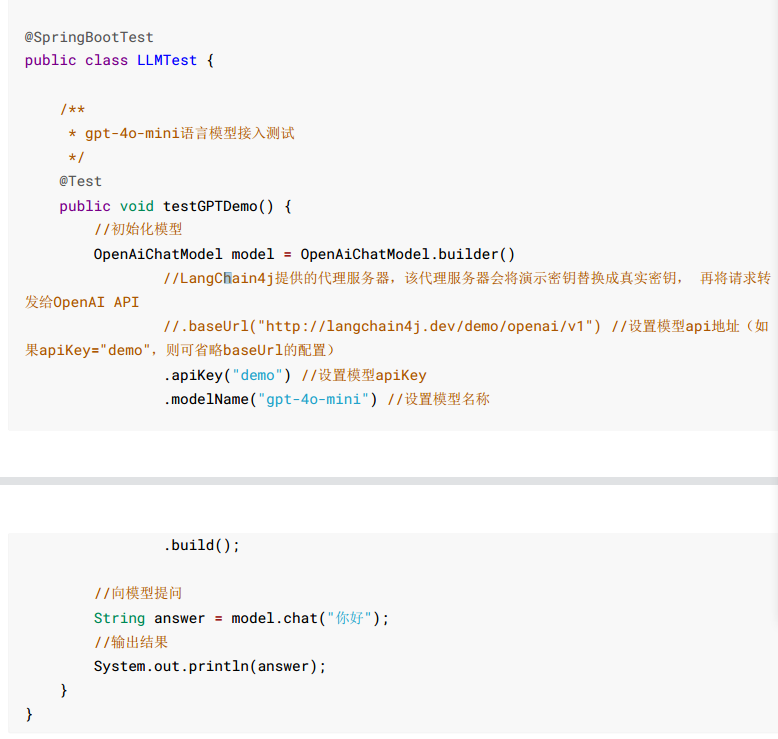 @SpringBootTest
public class LLMTest {
    /**
     * gpt-4o-mini语言模型接入测试
     */
    @Test
    public void testGPTDemo() {
        //初始化模型
        OpenAiChatModel model = OpenAiChatModel.builder()
                //LangChain4j提供的代理服务器，该代理服务器会将演示密钥替换成真实密钥， 再将请求转
发给OpenAI API
                //.baseUrl("http://langchain4j.dev/demo/openai/v1") //设置模型api地址（如
果apiKey="demo"，则可省略baseUrl的配置）
                .apiKey("demo") //设置模型apiKey
                .modelName("gpt-4o-mini") //设置模型名称
                .build();
        //向模型提问
        String answer = model.chat("你好");
        //输出结果
        System.out.println(answer);
    }
}